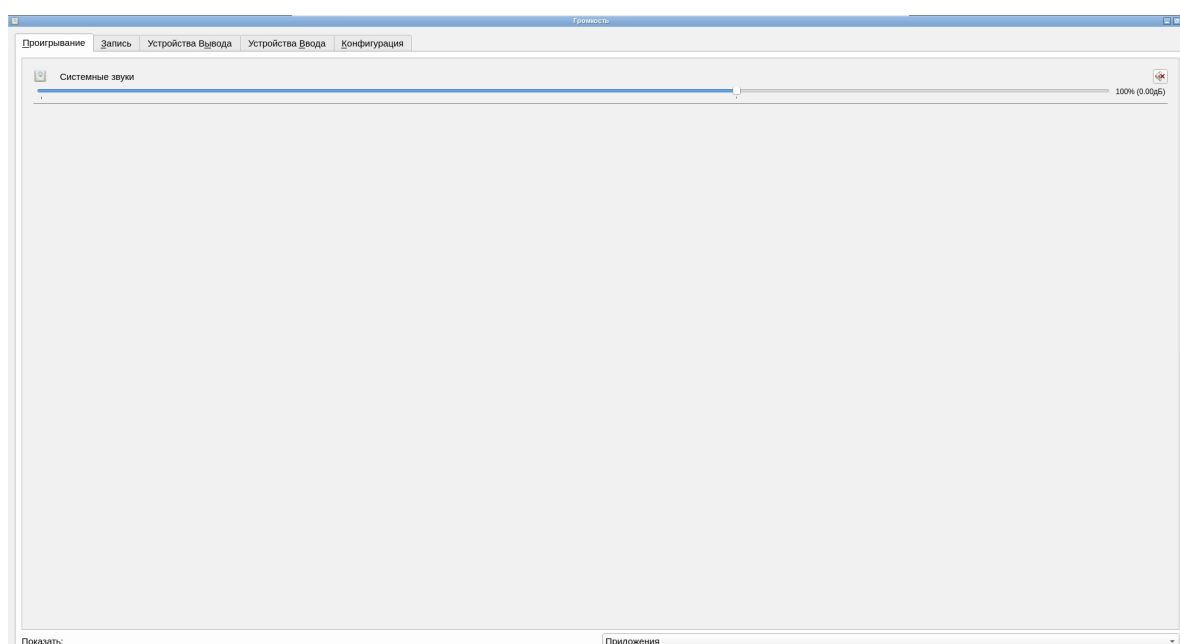 Громкость
Проигрывание Запись Устройства Вывода Устройства Ввода Конфигурация
Системные звуки
100% (0.00дБ)
Показать: Приложения